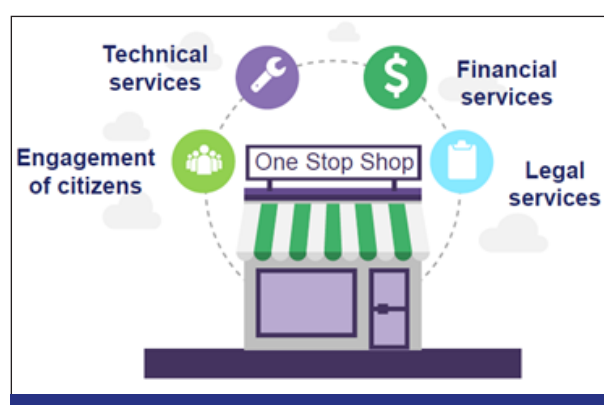 Technical
services
Financial
services
Engagement
of citizens
One Stop Shop
Legal
services
$